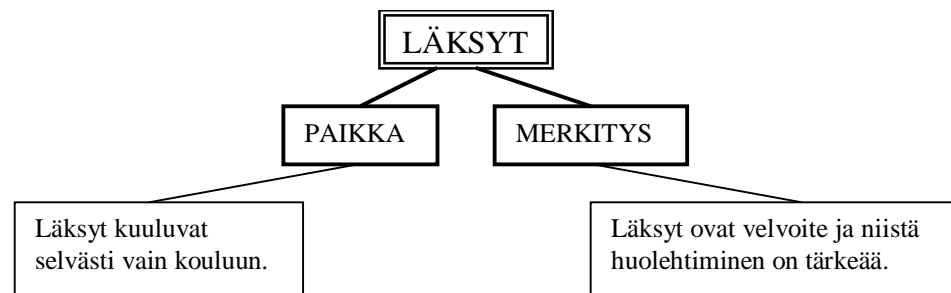 LÄKSYT
PAIKKA
MERKITYS
Läksyt kuuluvat
selvästi vain kouluun.
Läksyt ovat velvoite ja niistä
huolehtiminen on tärkeää.